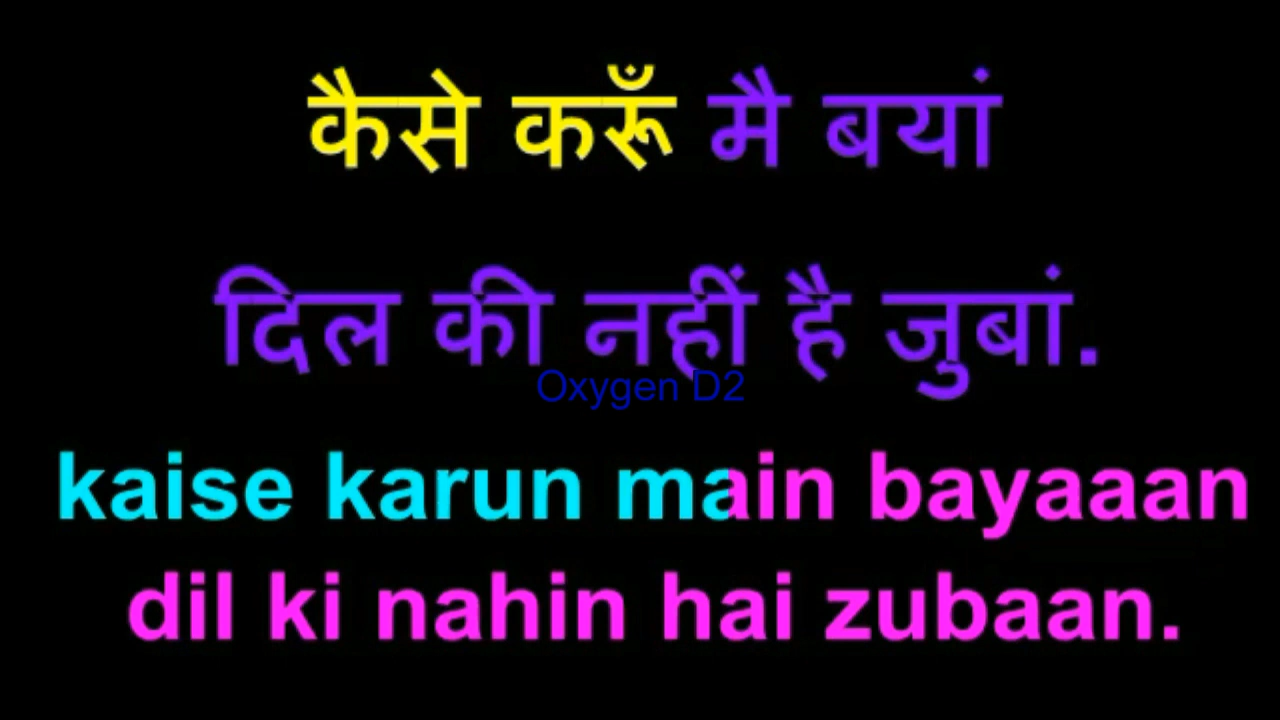 कैसे करूँ मै बयां
दिल की नहीं है जुबां.
Oxygen D2
kaise karun main bayaaan
dil ki nahin hai zubaan.